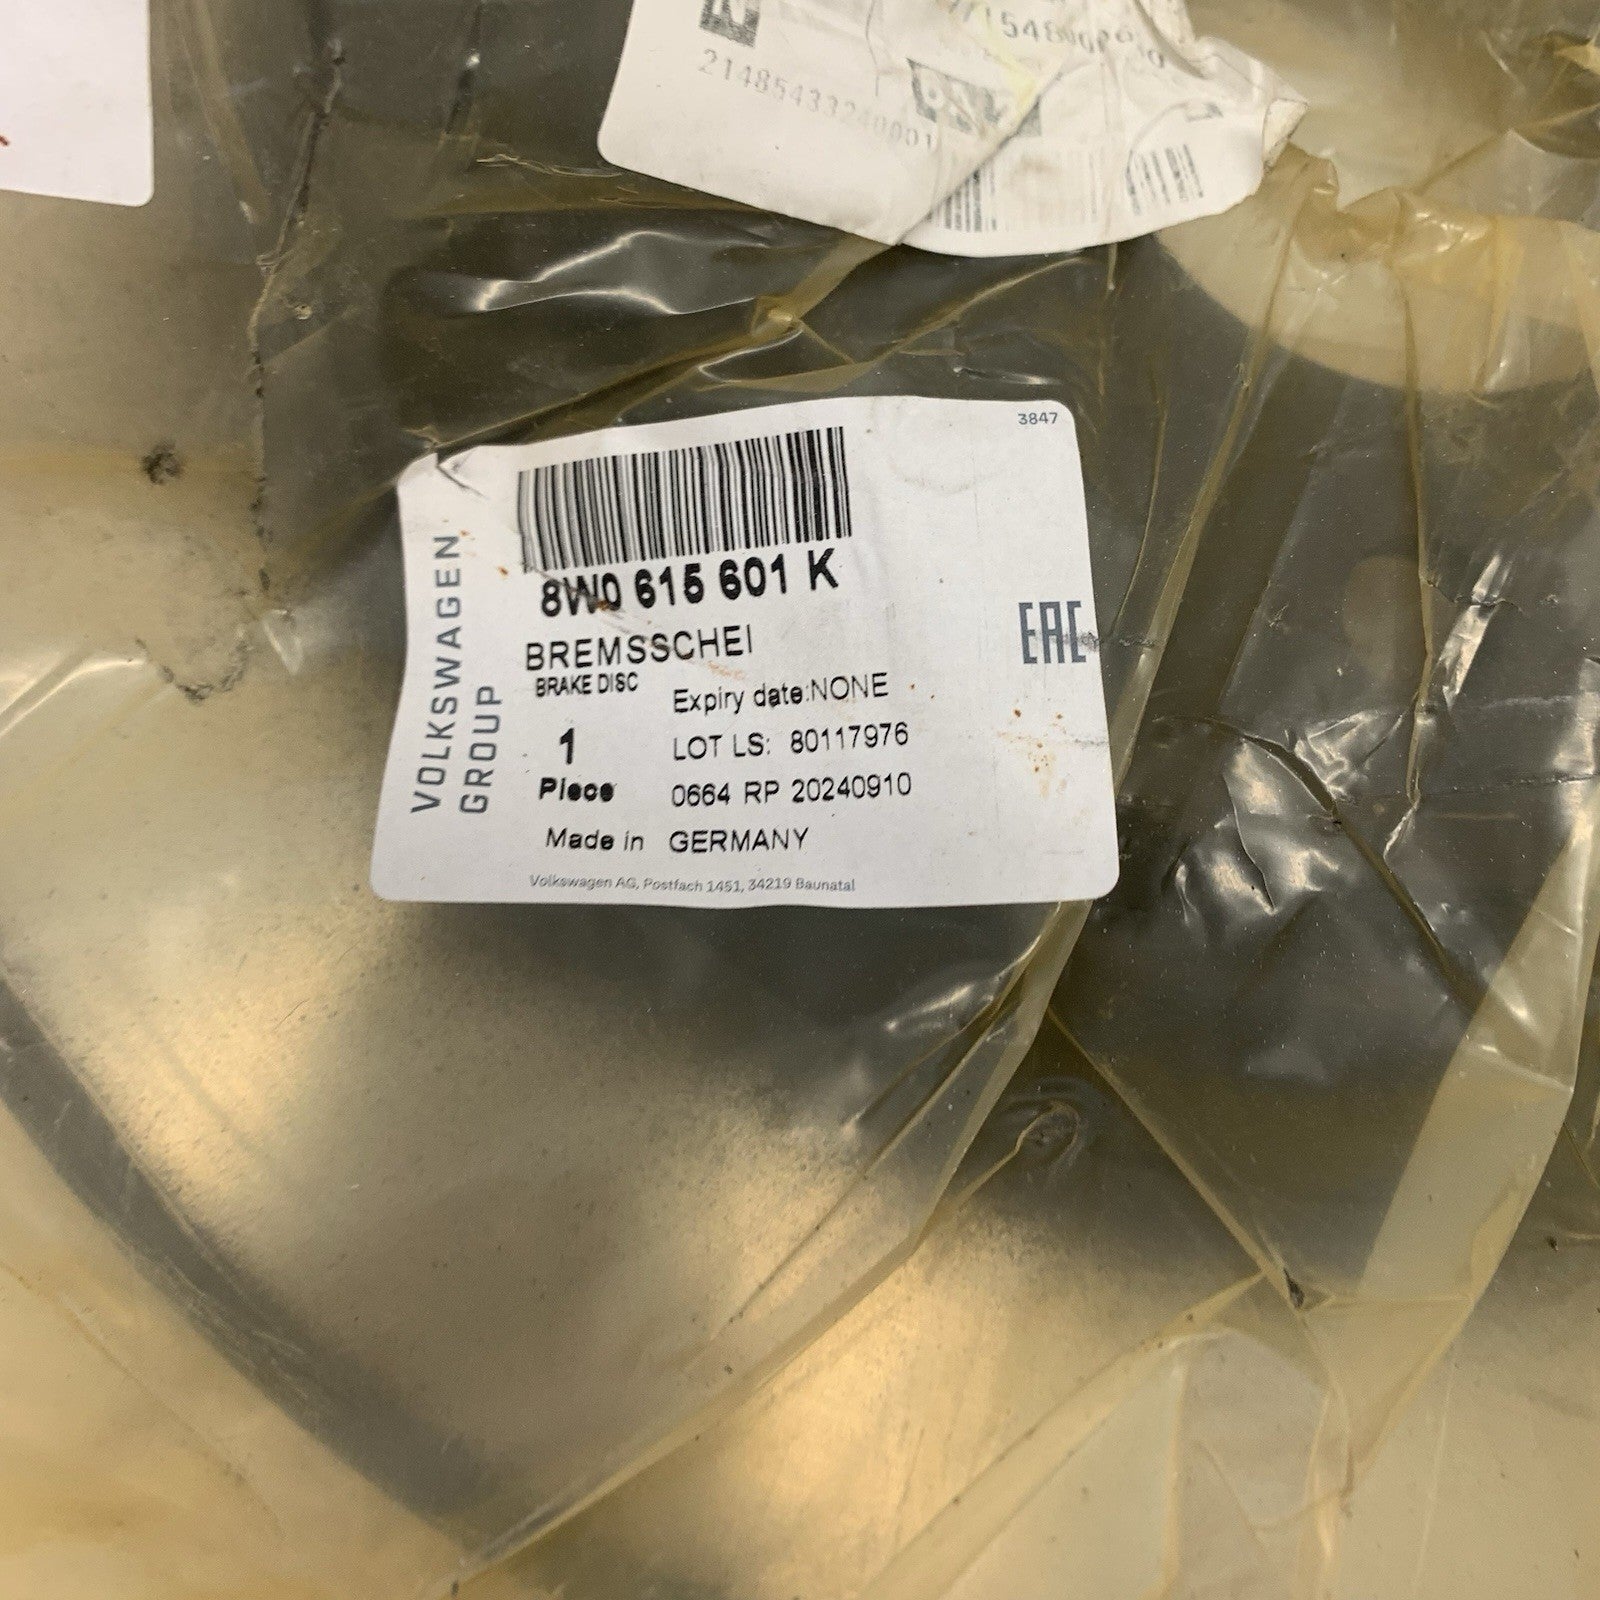 21485433240001
3847
VOLKSWAGEN
GROUP
8W0 615 601 K
BREMSSCHEI
BRAKE DISC
Expiry date:NONE
1
LOT LS: 80117976
Piece
0664 RP 20240910
Made in GERMANY
EAC
Volkswagen AG, Postfach 1451, 34219 Baunatal